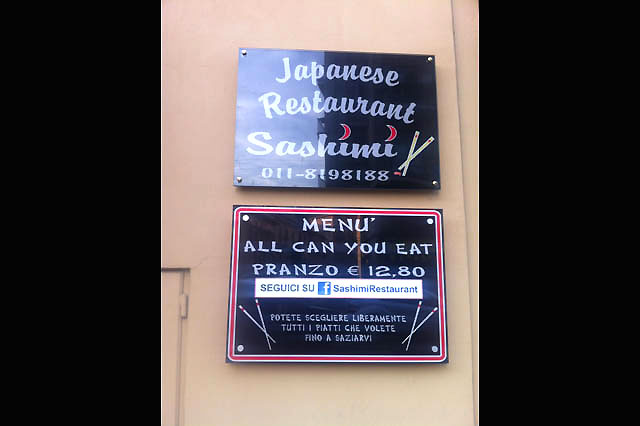 Japanese
Restaurant
Sashimi
011-8198188
MENU'
ALL CAN YOU EAT
PRANZO € 12,80
SEGUICI SU f SashimiRestaurant
POTETE SCEGLIERE LIBERAMENTE
TUTTI I PIATTI CHE VOLETE
FINO A SAZIARVI